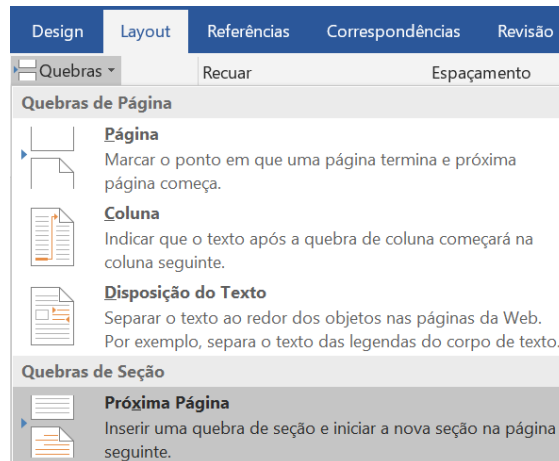 Design Layout Referências Correspondências Revisão
Quebras Recuar Espaçamento
Quebras de Página
Página
Marcar o ponto em que uma página termina e próxima
página começa.
Coluna
Indicar que o texto após a quebra de coluna começará na
coluna seguinte.
Disposição do Texto
Separar o texto ao redor dos objetos nas páginas da Web.
Por exemplo, separa o texto das legendas do corpo de texto.
Quebras de Seção
Próxima Página
Inserir uma quebra de seção e iniciar a nova seção na página
seguinte.